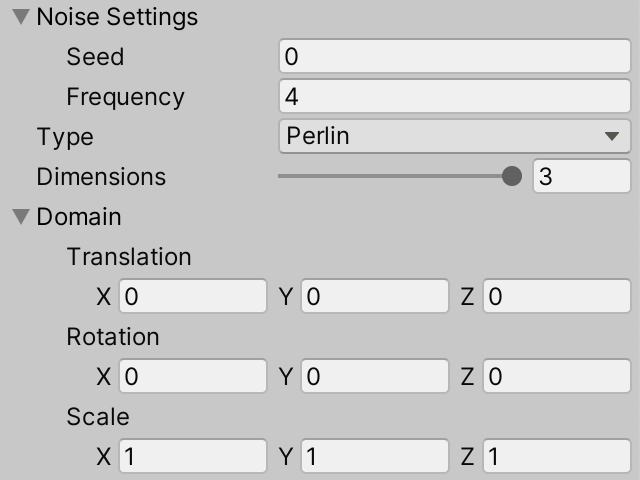 Noise Settings
Seed 0
Frequency 4
Type Perlin
Dimensions 3
Domain
Translation
X 0 Y 0 Z 0
Rotation
X 0 Y 0 Z 0
Scale
X 1 Y 1 Z 1